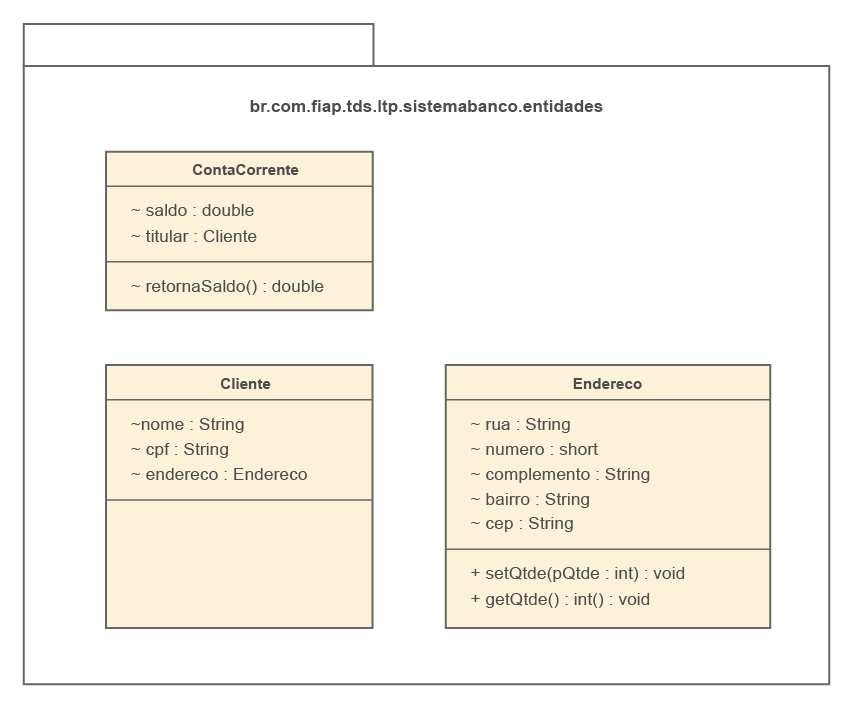 br.com.fiap.tds.ltp.sistemabanco.entidades
ContaCorrente
~ saldo : double
~ titular : Cliente
~ retornaSaldo() : double
Cliente
~nome : String
~ cpf : String
~ endereco : Endereco
Endereco
~ rua : String
~ numero : short
~ complemento : String
~ bairro : String
~ cep : String
+ setQtde(pQtde : int) : void
+ getQtde() : int() : void